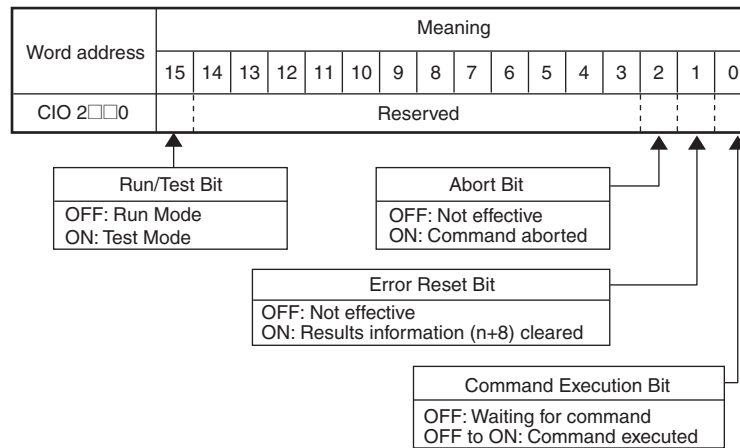 Word address
Meaning
15 14 13 12 11 10 9 8 7 6 5 4 3 2 1 0
CIO 2□□0
Reserved
Run/Test Bit
OFF: Run Mode
ON: Test Mode
Abort Bit
OFF: Not effective
ON: Command aborted
Error Reset Bit
OFF: Not effective
ON: Results information (n+8) cleared
Command Execution Bit
OFF: Waiting for command
OFF to ON: Command executed